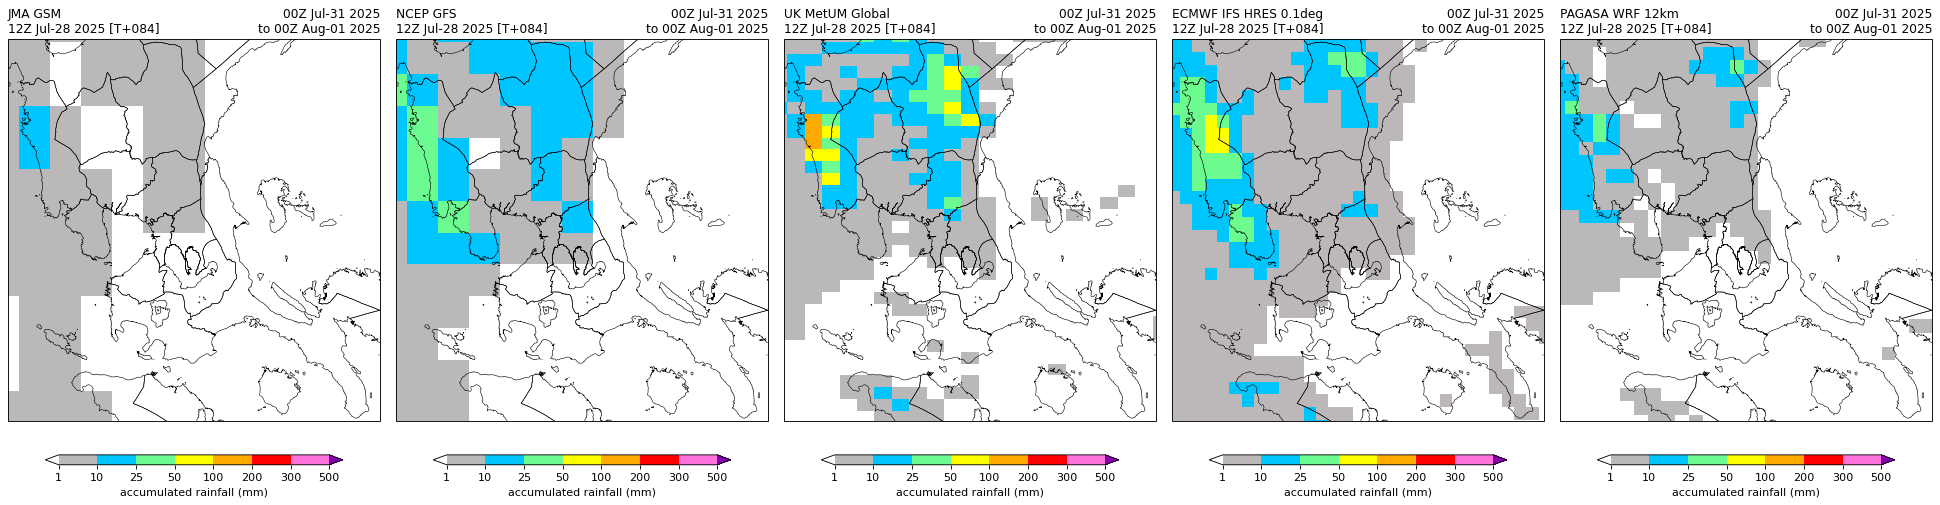 JMA GSM 00Z Jul-31 2025
12Z Jul-28 2025 [T+084] to 00Z Aug-01 2025
1 10 25 50 100 200 300 500
accumulated rainfall (mm)
NCEP GFS 00Z Jul-31 2025
12Z Jul-28 2025 [T+084] to 00Z Aug-01 2025
1 10 25 50 100 200 300 500
accumulated rainfall (mm)
UK MetUM Global 00Z Jul-31 2025
12Z Jul-28 2025 [T+084] to 00Z Aug-01 2025
1 10 25 50 100 200 300 500
accumulated rainfall (mm)
ECMWF IFS HRES 0.1deg 00Z Jul-31 2025
12Z Jul-28 2025 [T+084] to 00Z Aug-01 2025
1 10 25 50 100 200 300 500
accumulated rainfall (mm)
PAGASA WRF 12km 00Z Jul-31 2025
12Z Jul-28 2025 [T+084] to 00Z Aug-01 2025
1 10 25 50 100 200 300 500
accumulated rainfall (mm)